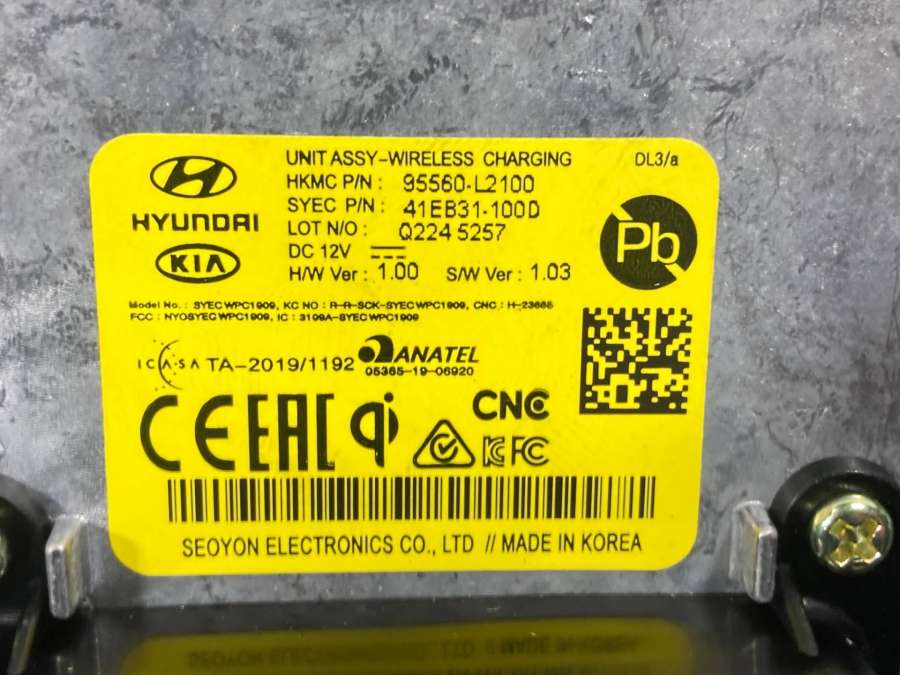 UNIT ASSY-WIRELESS CHARGING DL3/a
HYUNDAI
KIA
HKMC P/N : 95560-L2100
SYEC P/N : 41EB31-100D
LOT N/O : Q224 5257
DC 12V
H/W Ver : 1.00 S/W Ver : 1.03
Pb
Model No. : SYECWPC1909, KC NO : R-R-SCK-SYECWPC1909, CNC : H-23665
FCC : NYOSYECWPC1909, IC : 3109A-SYECWPC1909
ICASA TA-2019/1192 ANATEL
05365-19-06920
CE EAC qi CNC
KC FC
SEOYON ELECTRONICS CO., LTD // MADE IN KOREA